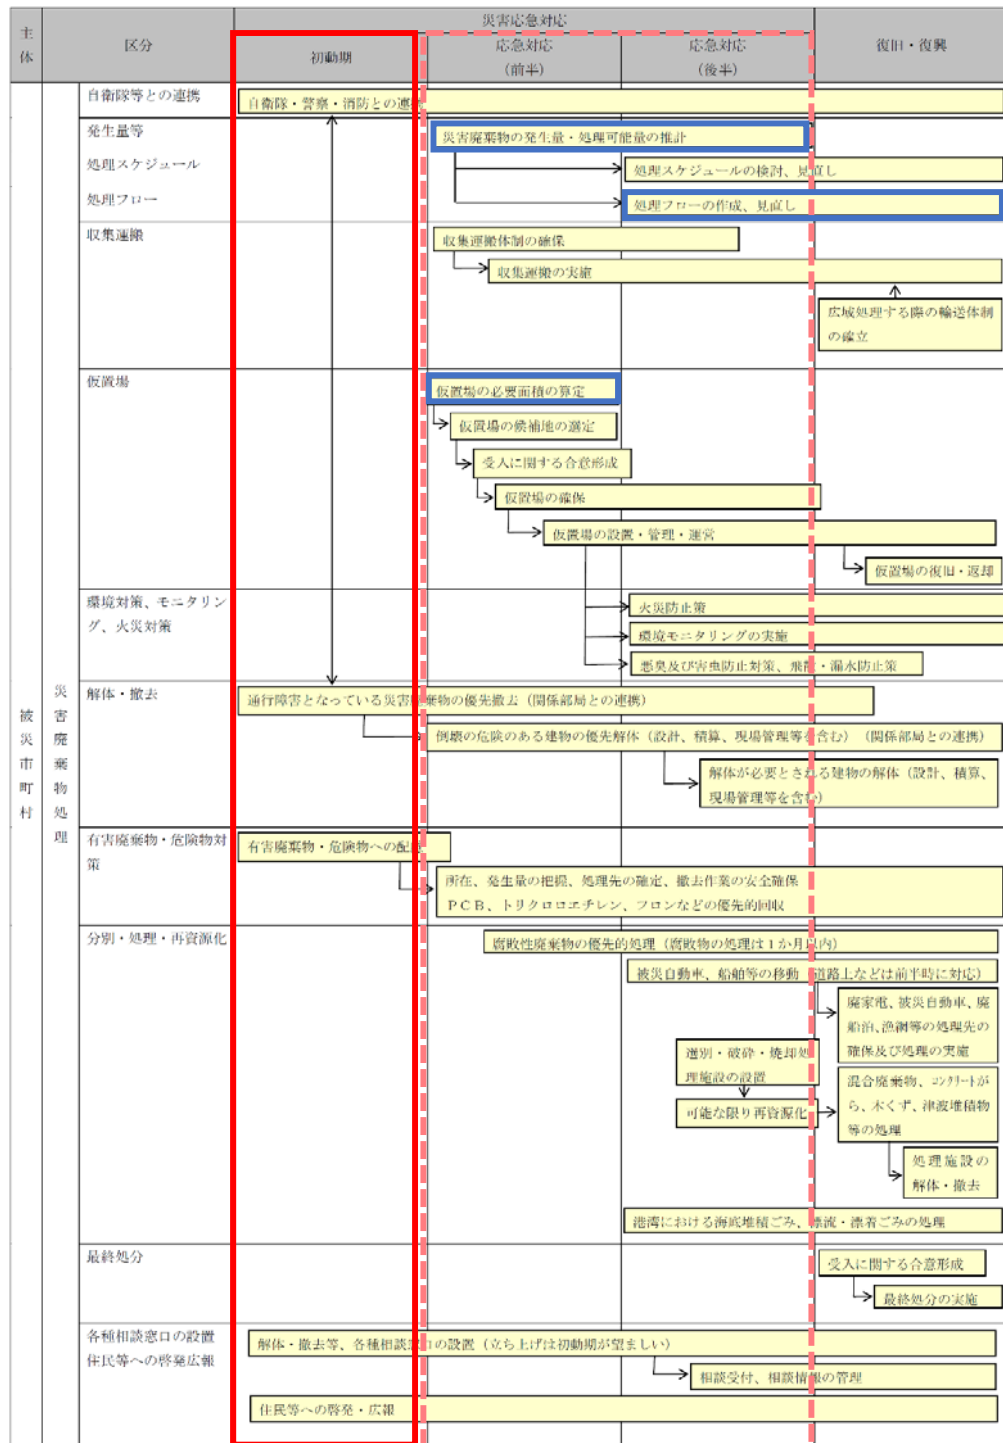 主体
区分
災害応急対応
初動期
応急対応
(前半)
応急対応
(後半)
復旧・復興
被災市町村
災害廃棄物処理
自衛隊等との連携
自衛隊・警察・消防との連携
発生量等
災害廃棄物の発生量・処理可能量の推計
処理スケジュール
処理スケジュールの検討、見直し
処理フロー
処理フローの作成、見直し
収集運搬
収集運搬体制の確保
収集運搬の実施
広域処理する際の輸送体制
の確立
仮置場
仮置場の必要面積の算定
仮置場の候補地の選定
受入に関する合意形成
仮置場の確保
仮置場の設置・管理・運営
仮置場の復旧・返却
環境対策、モニタリン
グ、火災対策
火災防止策
環境モニタリングの実施
悪臭及び害虫防止対策、飛散・漏水防止策
解体・撤去
通行障害となっている災害廃棄物の優先撤去（関係部局との連携）
倒壊の危険のある建物の優先解体（設計、積算、現場管理等を含む）（関係部局との連携）
解体が必要とされる建物の解体（設計、積算、
現場管理等を含む）
有害廃棄物・危険物対
策
有害廃棄物・危険物への配慮
所在、発生量の把握、処理先の確定、撤去作業の安全確保
ＰＣＢ、トリクロロエチレン、フロンなどの優先的回収
分別・処理・再資源化
腐敗性廃棄物の優先的処理（腐敗物の処理は１か月以内）
被災自動車、船舶等の移動（道路上などは前半時に対応）
廃家電、被災自動車、廃
船舶、漁網等の処理先の
確保及び処理の実施
選別・破砕・焼却処
理施設の設置
可能な限り再資源化
混合廃棄物、コンクリートが
ら、木くず、津波堆積物
等の処理
処理施設の
解体・撤去
港湾における海底堆積ごみ、漂流・漂着ごみの処理
最終処分
受入に関する合意形成
最終処分の実施
各種相談窓口の設置
住民等への啓発広報
解体・撤去等、各種相談窓口の設置（立ち上げは初動期が望ましい）
相談受付、相談情報の管理
住民等への啓発・広報